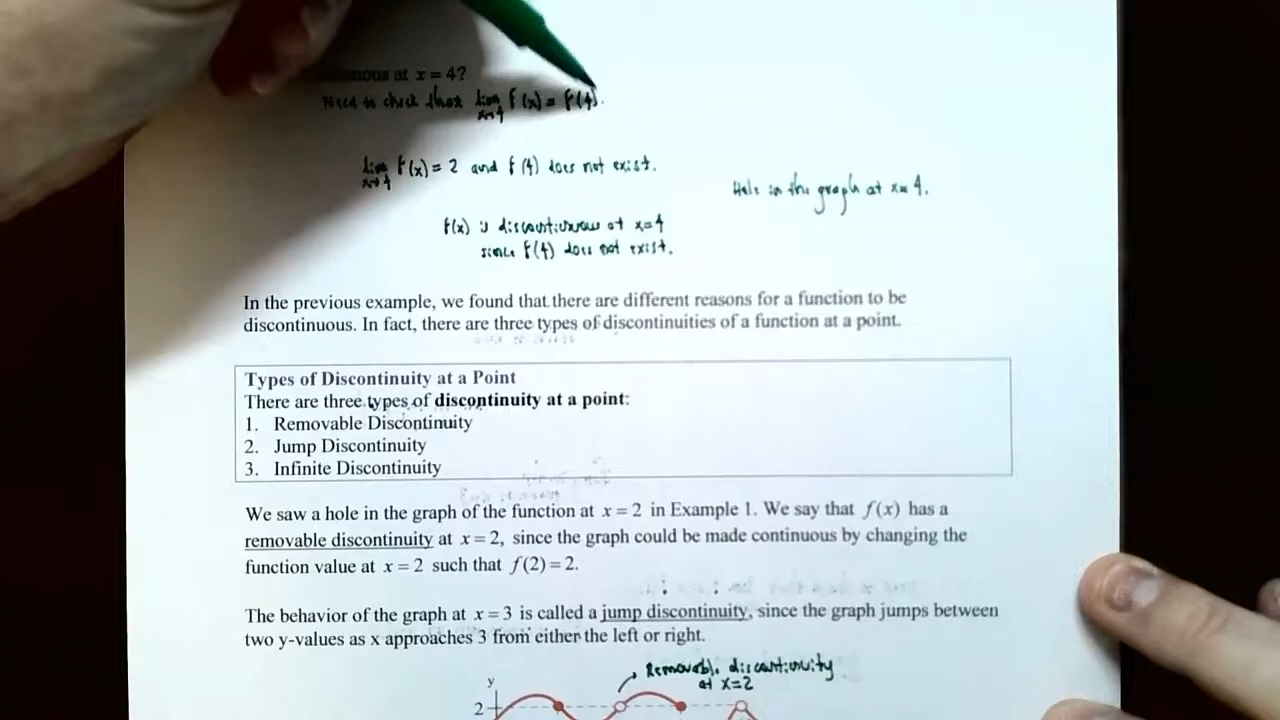 at x = 4?
Need to check that lim x→4 f(x) = f(4).
lim x→4 f(x) = 2 and f(4) does not exist.
Hole in the graph at x=4.
f(x) is discontinuous at x=4
since f(4) does not exist.
In the previous example, we found that there are different reasons for a function to be
discontinuous. In fact, there are three types of discontinuities of a function at a point.
Types of Discontinuity at a Point
There are three types of discontinuity at a point:
1. Removable Discontinuity
2. Jump Discontinuity
3. Infinite Discontinuity
We saw a hole in the graph of the function at x = 2 in Example 1. We say that f(x) has a
removable discontinuity at x = 2, since the graph could be made continuous by changing the
function value at x = 2 such that f(2) = 2.
The behavior of the graph at x = 3 is called a jump discontinuity, since the graph jumps between
two y-values as x approaches 3 from either the left or right.
Removable discontinuity
at x=2
y
2